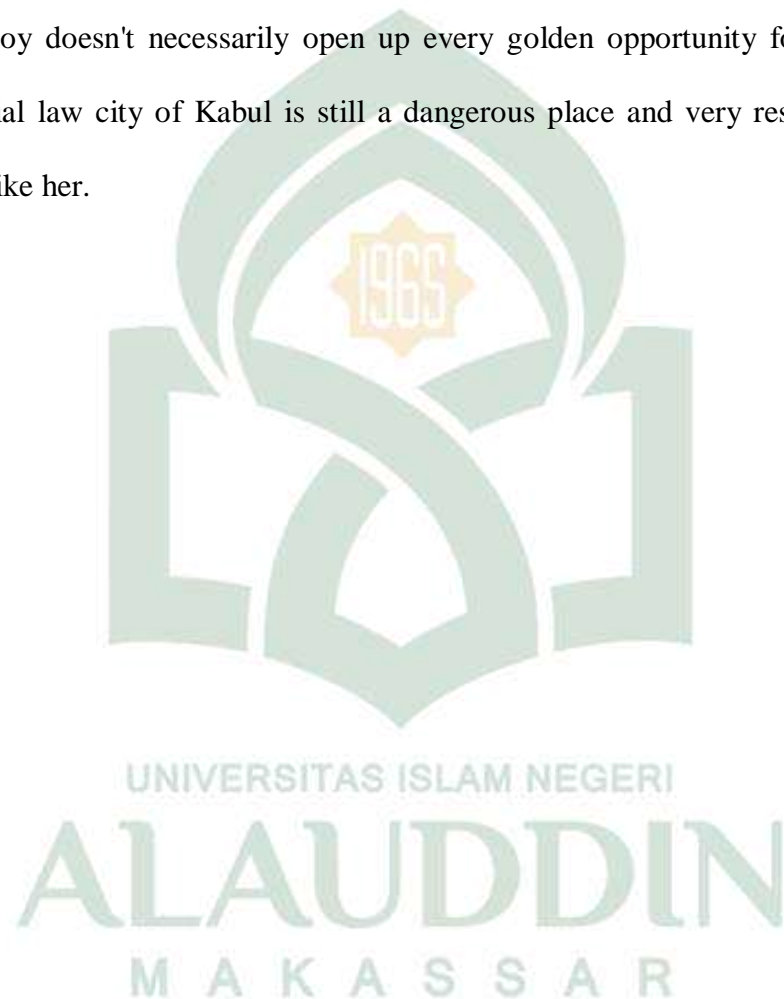 oy doesn't necessarily open up every golden opportunity fo
al law city of Kabul is still a dangerous place and very res
ike her.
1965
UNIVERSITAS ISLAM NEGERI
ALAUDDIN
MAKASSAR